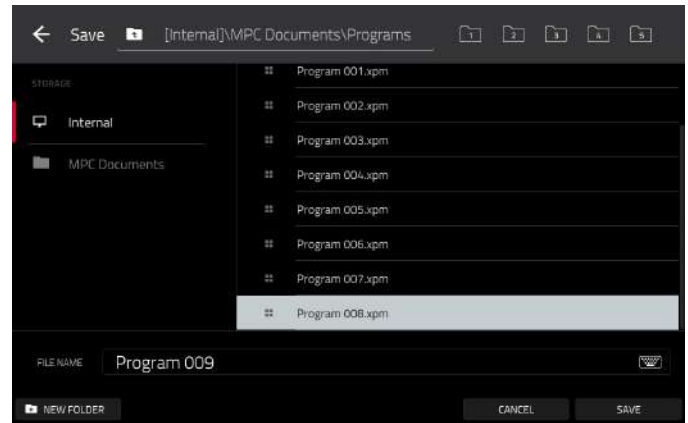 Save [Internal]\MPC Documents\Programs 1 2 3 4 5
STORAGE
Internal
MPC Documents
Program 001.xpm
Program 002.xpm
Program 003.xpm
Program 004.xpm
Program 005.xpm
Program 006.xpm
Program 007.xpm
Program 008.xpm
FILE NAME Program 009
NEW FOLDER CANCEL SAVE